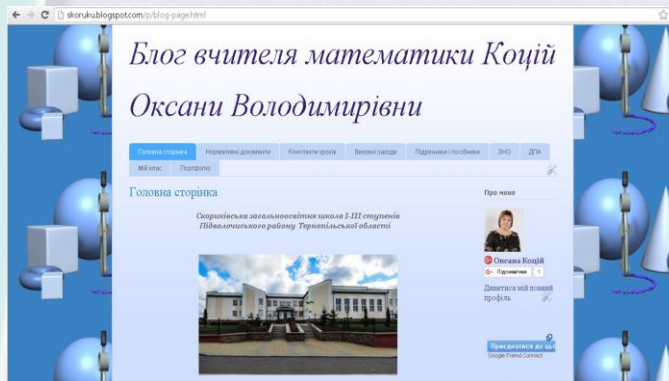 skoruku.blogspot.com/p/blog-page.html
Блог вчителя математики Коцій
Оксани Володимирівни
Головна сторінка
Нормативні документи
Конспекти уроків
Виховні заходи
Підручники і посібники
ЗНО
ДПА
Мій клас
Портфоліо
Головна сторінка
Скориківська загальноосвітня школа І-ІІІ ступенів
Підволочиського району Тернопільської області
Про мене
Оксана Коцій
Підписатися 1
Дивитися мій повний
профіль
Приєднатися до ць
Google Friend Connect